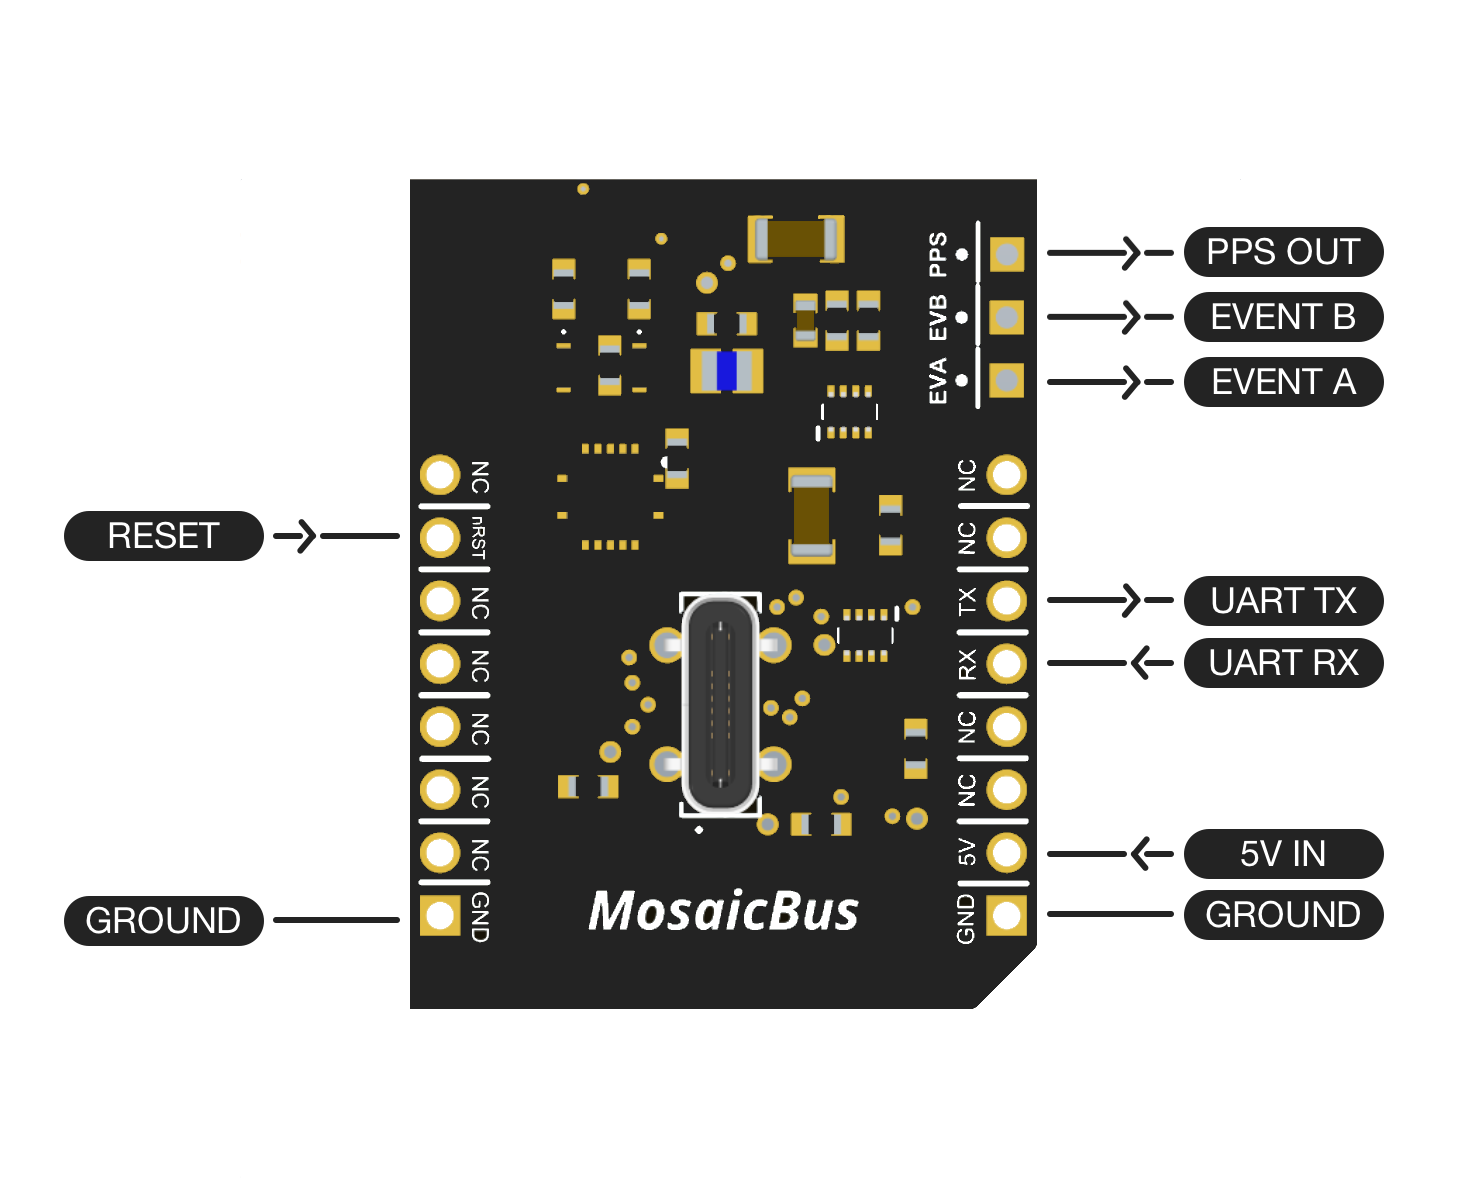 PPS
PPS OUT
EVB
EVENT B
EVA
EVENT A
NC
NC
RESET
nRST
NC
NC
TX
UART TX
NC
RX
UART RX
NC
NC
NC
NC
NC
5V
5V IN
GROUND
GND
GND
GROUND
MosaicBus